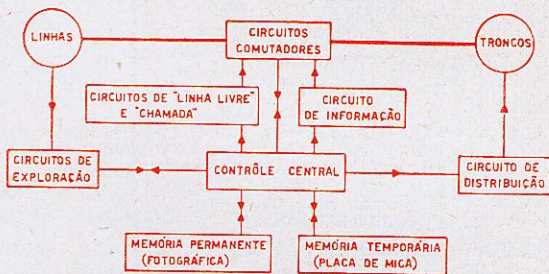 LINHAS
CIRCUITOS
COMUTADORES
TRONCOS
CIRCUITOS DE "LINHA LIVRE"
E "CHAMADA"
CIRCUITO
DE INFORMAÇÃO
CIRCUITOS DE
EXPLORAÇÃO
CONTRÔLE CENTRAL
CIRCUITO DE
DISTRIBUIÇÃO
MEMÓRIA PERMANENTE
(FOTOGRÁFICA)
MEMÓRIA TEMPORÁRIA
(PLACA DE MICA)